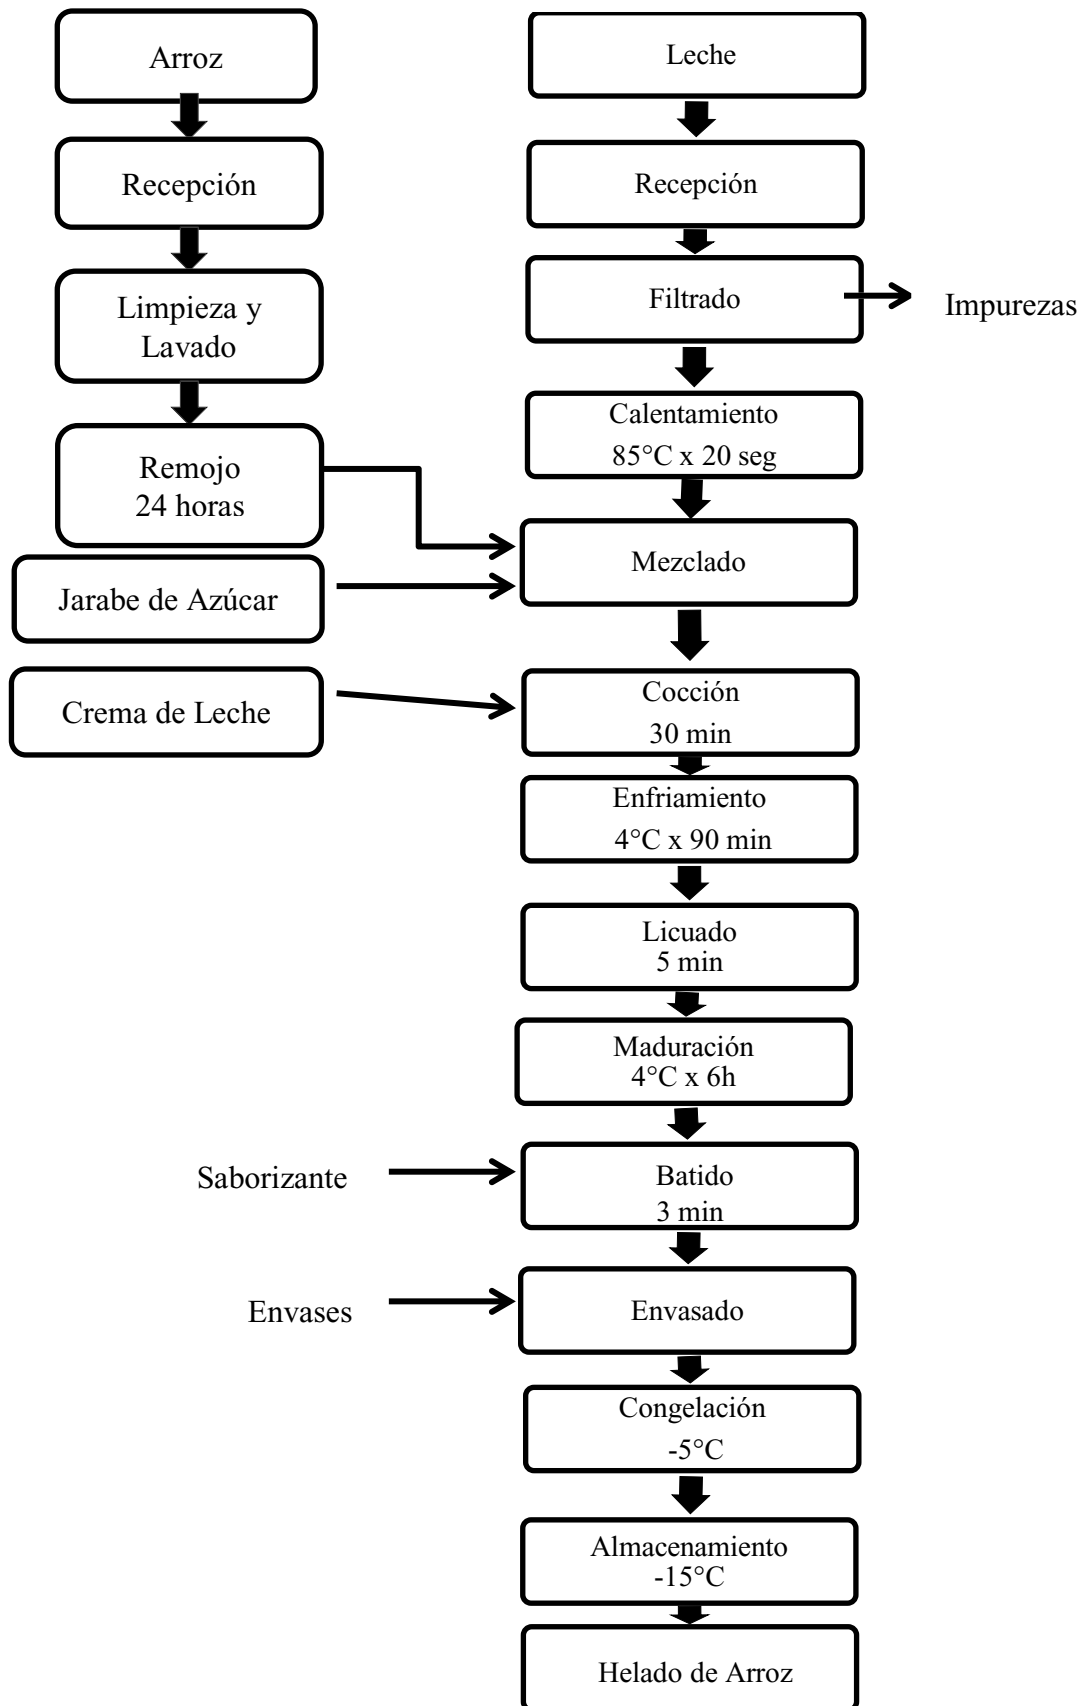 Arroz
Recepción
Limpieza y
Lavado
Remojo
24 horas
Jarabe de Azúcar
Crema de Leche
Leche
Recepción
Filtrado
Impurezas
Calentamiento
85°C x 20 seg
Mezclado
Cocción
30 min
Enfriamiento
4°C x 90 min
Licuado
5 min
Maduración
4°C x 6h
Saborizante
Batido
3 min
Envases
Envasado
Congelación
-5°C
Almacenamiento
-15°C
Helado de Arroz